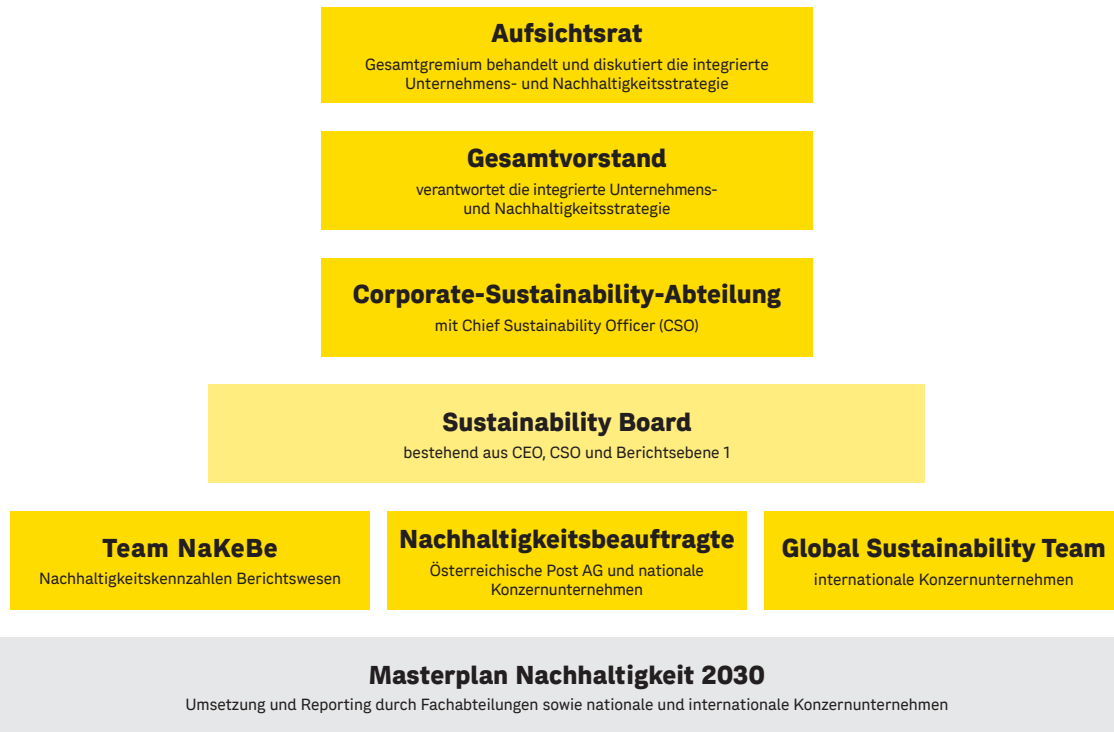 Aufsichtsrat
Gesamtgremium behandelt und diskutiert die integrierte
Unternehmens- und Nachhaltigkeitsstrategie
Gesamtvorstand
verantwortet die integrierte Unternehmens-
und Nachhaltigkeitsstrategie
Corporate-Sustainability-Abteilung
mit Chief Sustainability Officer (CSO)
Sustainability Board
bestehend aus CEO, CSO und Berichtsebene 1
Team NaKeBe
Nachhaltigkeitskennzahlen Berichtswesen
Nachhaltigkeitsbeauftragte
Österreichische Post AG und nationale
Konzernunternehmen
Global Sustainability Team
internationale Konzernunternehmen
Masterplan Nachhaltigkeit 2030
Umsetzung und Reporting durch Fachabteilungen sowie nationale und internationale Konzernunternehmen